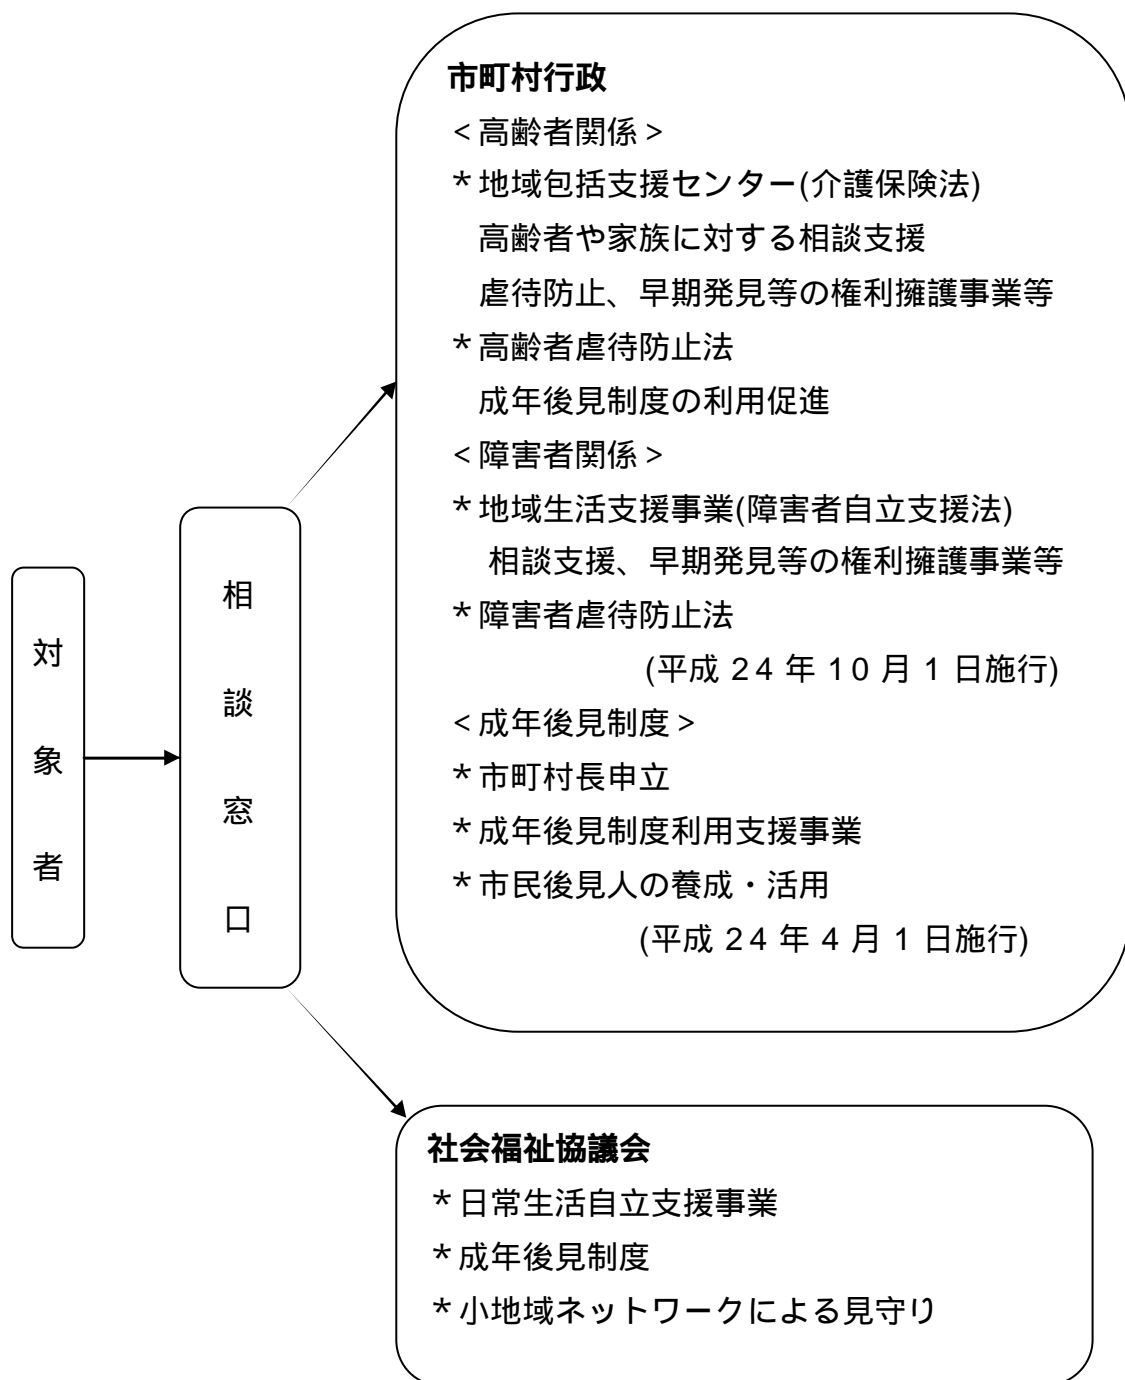 対象者
相談窓口
市町村行政
<高齢者関係>
*地域包括支援センター(介護保険法)
高齢者や家族に対する相談支援
虐待防止、早期発見等の権利擁護事業等
*高齢者虐待防止法
成年後見制度の利用促進
<障害者関係>
*地域生活支援事業(障害者自立支援法)
相談支援、早期発見等の権利擁護事業等
*障害者虐待防止法
(平成 24 年 10 月 1 日施行)
<成年後見制度>
*市町村長申立
*成年後見制度利用支援事業
*市民後見人の養成・活用
(平成 24 年 4 月 1 日施行)
社会福祉協議会
*日常生活自立支援事業
*成年後見制度
*小地域ネットワークによる見守り